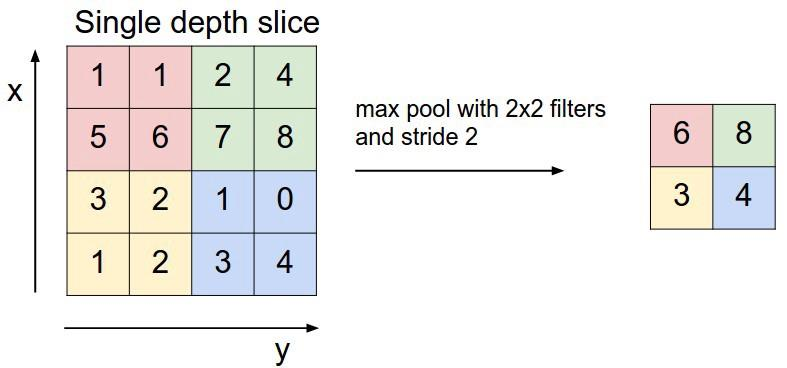 Single depth slice
x
1 1 2 4
5 6 7 8
3 2 1 0
1 2 3 4
y
max pool with 2x2 filters
and stride 2
6 8
3 4